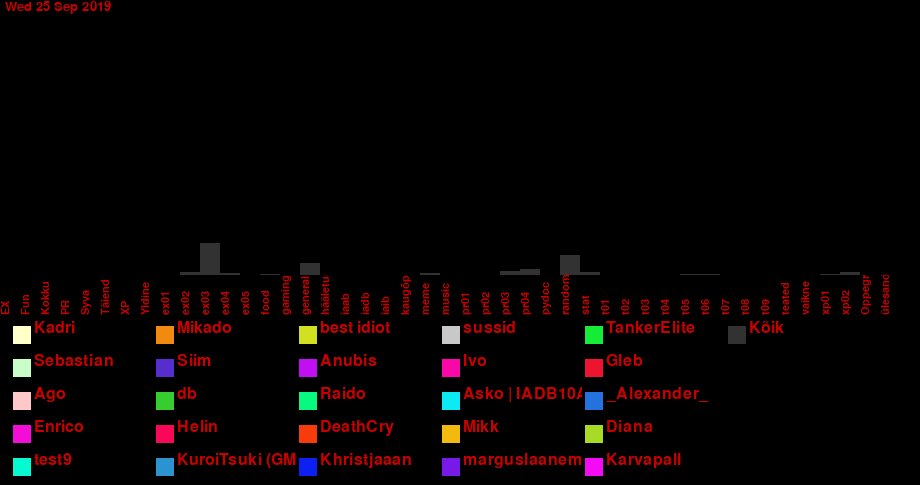 Wed 25 Sep 2019
EX Fun Kokku PR Syva Täiend XP Yldine ex01 ex02 ex03 ex04 ex05 food gaming general hääletu iaab iadb iaib kaugõp meme music pr01 pr02 pr03 pr04 pydoc random stat t01 t02 t03 t04 t05 t06 t07 t08 t09 teated vaikne xp01 xp02 Oppegr ülesand
Kadri Mikado best idiot sussid TankerElite Kõik
Sebastian Siim Anubis Ivo Gleb
Ago db Raido Asko | IADB10A _Alexander_
Enrico Helin DeathCry Mikk Diana
test9 KuroiTsuki (GM Khristjaaan marguslaanem Karvapall